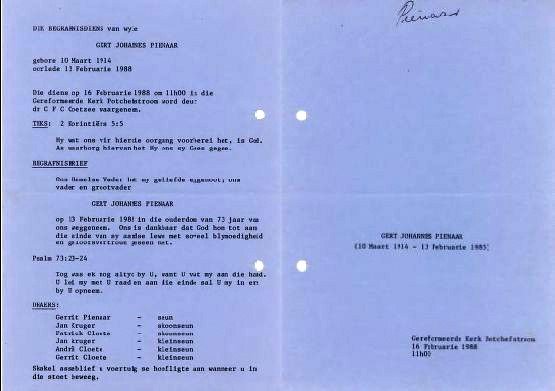 DIE BEGRAFNISDIENS van wyle
GERT JOHANNES PIENAAR
gebore 10 Maart 1914
oorlede 13 Februarie 1988
Die diens op 16 Februarie 1988 om 11h00 in die
Gereformeerde Kerk Potchefstroom word deur
dr C F C Coetzee waargeneem.
TEKS: 2 Korintiërs 5:5
Hy wat ons vir hierdie oorgang voorberei het, is God.
As waarborg hiervan het Hy ons sy Gees gegee.
BEGRAFNISBRIEF
Ons Hemelse Vader het my geliefde eggenoot, ons
vader en grootvader
GERT JOHANNES PIENAAR
op 13 Februarie 1988 in die ouderdom van 73 jaar van
ons weggeneem. Ons is dankbaar dat God hom tot aan
die einde van sy aardse lewe met soveel blymoedigheid
en geloofsvertroue geseën het.
Psalm 73:23-24
Nog was ek nog altyd by U, want U vat my aan die hand.
U lei my met U raad en aan die einde sal U my in eer
by U opneem.
DRAERS:
Gerrit Pienaar - seun
Jan Kruger - skoonseun
Patrick Cloete - skoonseun
Jan Kruger - kleinseun
André Cloete - kleinseun
Gerrit Cloete - kleinseun
Skakel asseblief u voertuig se hoofligte aan wanneer u in
die stoet beweeg.
Pienaar
GERT JOHANNES PIENAAR
(10 Maart 1914 - 13 Februarie 1988)
Gereformeerde Kerk Potchefstroom
16 Februarie 1988
11h00